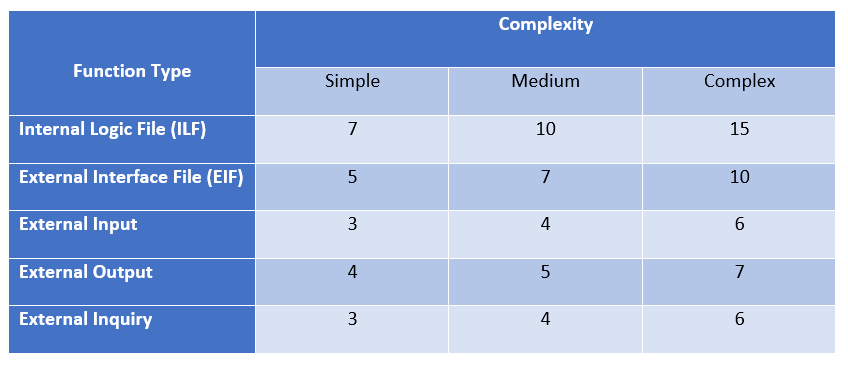 Function Type
Complexity
Simple Medium Complex
Internal Logic File (ILF) 7 10 15
External Interface File (EIF) 5 7 10
External Input 3 4 6
External Output 4 5 7
External Inquiry 3 4 6